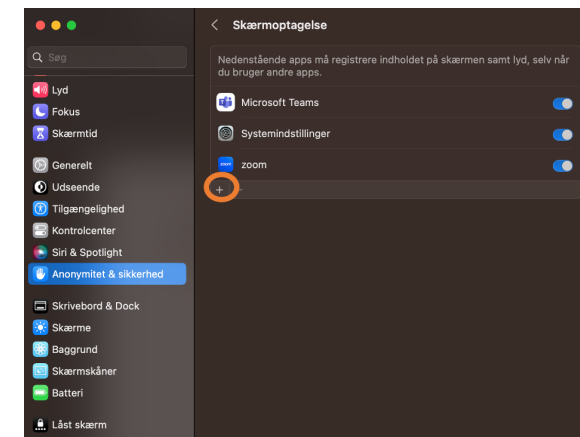 Skærmoptagelse
Søg
Lyd
Fokus
Skærmtid
Generelt
Udseende
Tilgængelighed
Kontrolcenter
Siri & Spotlight
Anonymitet & sikkerhed
Skrivebord & Dock
Skærme
Baggrund
Skærmskåner
Batteri
Låst skærm
Nedenstående apps må registrere indholdet på skærmen samt lyd, selv når
du bruger andre apps.
Microsoft Teams
Systemindstillinger
zoom
zoom
+